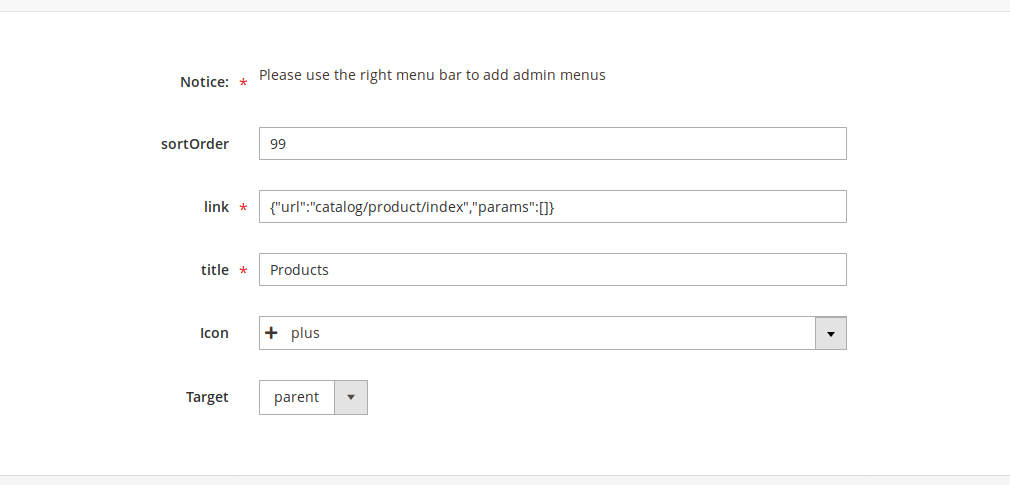 Notice: * Please use the right menu bar to add admin menus
sortOrder 99
link * {"url":"catalog/product/index","params":[]}
title * Products
Icon plus
Target parent